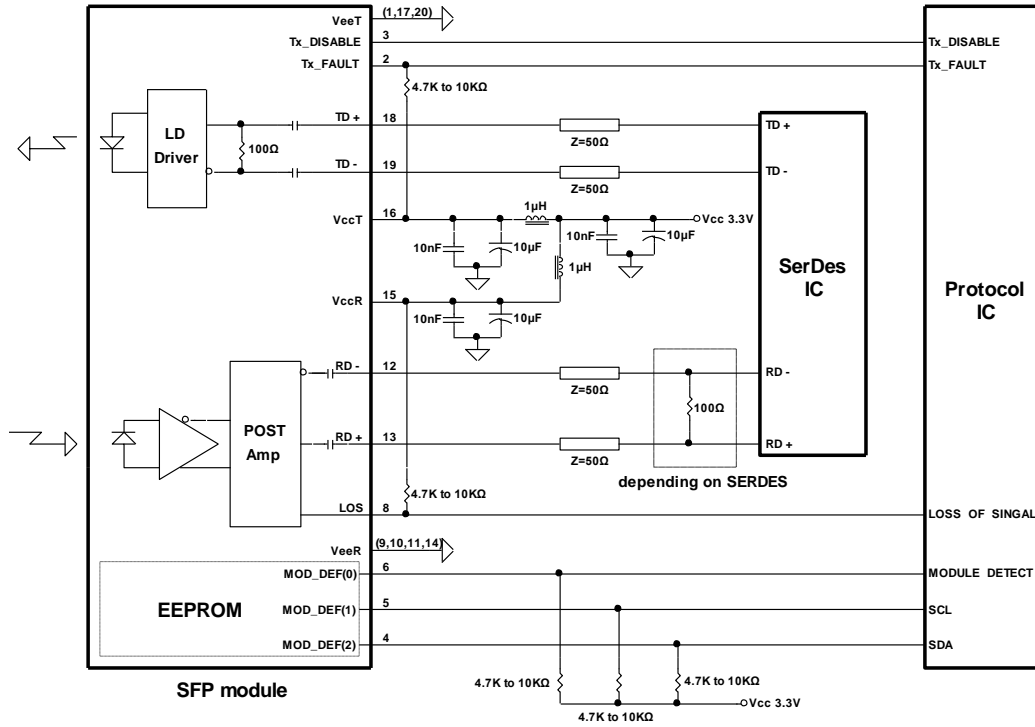 VeeT (1,17,20)
Tx_DISABLE 3 Tx_DISABLE
Tx_FAULT 2 Tx_FAULT
4.7K to 10KΩ
LD
Driver
100Ω
TD + 18 TD +
Z=50Ω
TD - 19 TD -
Z=50Ω
1µH
VccT 16 Vcc 3.3V
10nF 10µF 10nF 10µF
1µH
SerDes
IC
Protocol
IC
VccR 15
10nF 10µF
RD - 12 RD -
Z=50Ω
100Ω
POST
Amp
RD + 13 RD +
Z=50Ω
depending on SERDES
4.7K to 10KΩ
LOS 8 LOSS OF SINGAL
VeeR (9,10,11,14)
MOD_DEF(0) 6 MODULE DETECT
EEPROM
MOD_DEF(1) 5 SCL
MOD_DEF(2) 4 SDA
4.7K to 10KΩ 4.7K to 10KΩ
4.7K to 10KΩ
Vcc 3.3V
SFP module